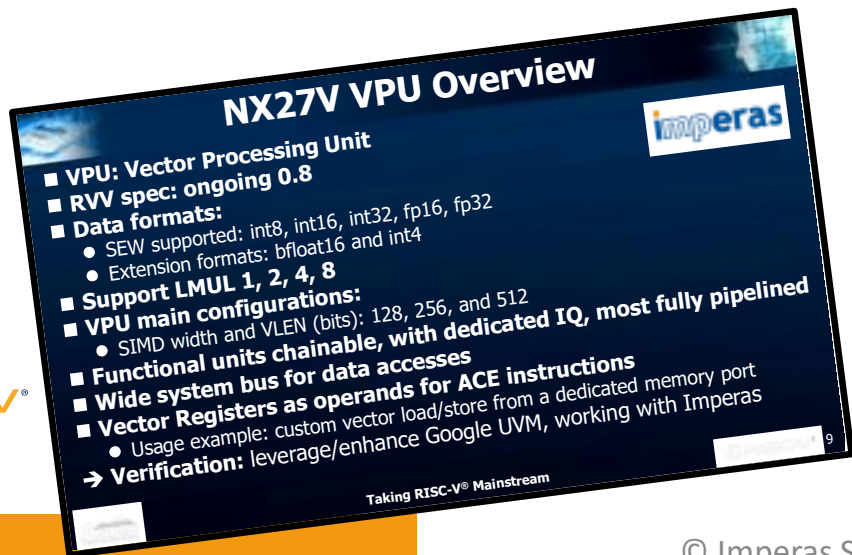 NX27V VPU Overview
imperas
■ VPU: Vector Processing Unit
■ RVV spec: ongoing 0.8
■ Data formats:
● SEW supported: int8, int16, int32, fp16, fp32
● Extension formats: bfloat16 and int4
■ Support LMUL 1, 2, 4, 8
■ VPU main configurations:
● SIMD width and VLEN (bits): 128, 256, and 512
■ Functional units chainable, with dedicated IQ, most fully pipelined
■ Wide system bus for data accesses
■ Vector Registers as operands for ACE instructions
● Usage example: custom vector load/store from a dedicated memory port
➔ Verification: leverage/enhance Google UVM, working with Imperas
9
Taking RISC-V® Mainstream
V®
© Imperas S